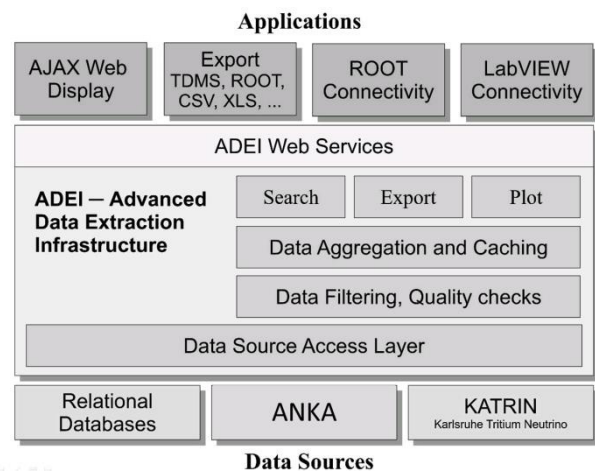 Applications
AJAX Web
Display
Export
TDMS, ROOT,
CSV, XLS, ...
ROOT
Connectivity
LabVIEW
Connectivity
ADEI Web Services
ADEI — Advanced
Data Extraction
Infrastructure
Search
Export
Plot
Data Aggregation and Caching
Data Filtering, Quality checks
Data Source Access Layer
Relational
Databases
ANKA
KATRIN
Karlsruhe Tritium Neutrino
Data Sources